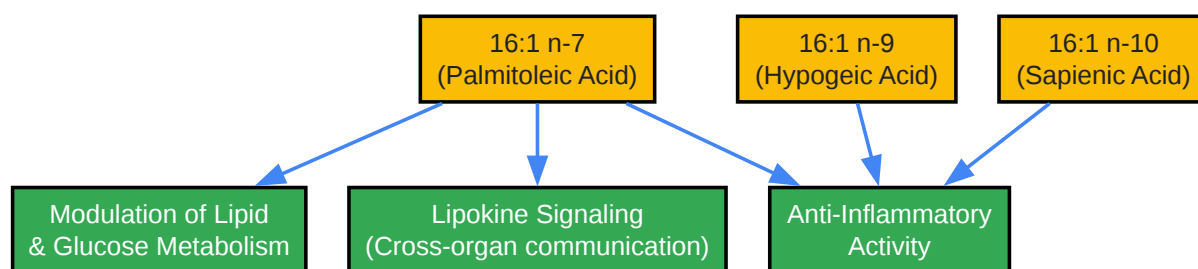 16:1 n-7
(Palmitoleic Acid)
16:1 n-9
(Hypogeic Acid)
16:1 n-10
(Sapienic Acid)
Modulation of Lipid
& Glucose Metabolism
Lipokine Signaling
(Cross-organ communication)
Anti-Inflammatory
Activity